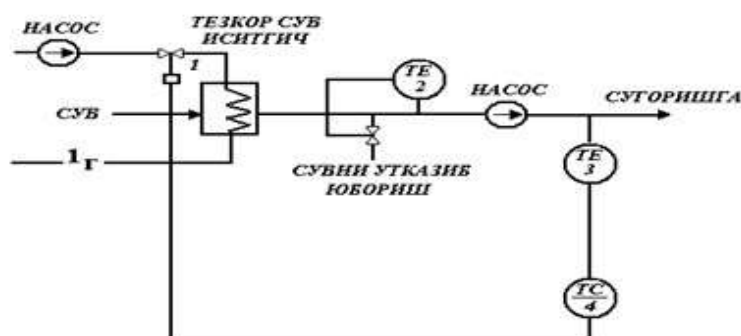 НАСОС
ТЕЗКОР СУВ
ИСИТГИЧ
1
ТЕ
2
НАСОС
СУВ
СУГОРИШГА
1г
СУВНИ УТКАЗИБ
ЮБОРИШ
ТЕ
3
ТС
4